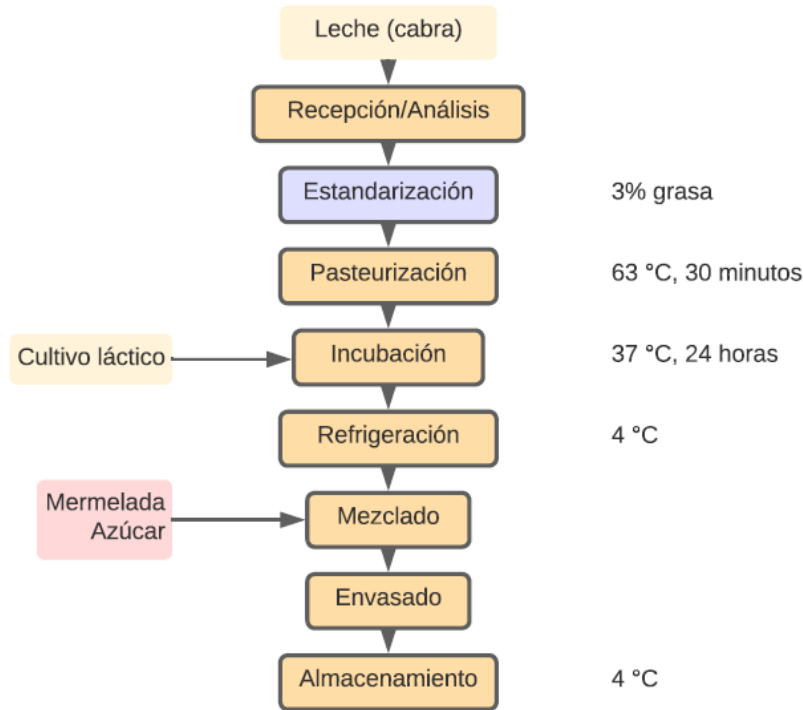 Leche (cabra)
Recepción/Análisis
Estandarización
3% grasa
Pasteurización
63 °C, 30 minutos
Cultivo láctico
Incubación
37 °C, 24 horas
Refrigeración
4 °C
Mermelada
Azúcar
Mezclado
Envasado
Almacenamiento
4 °C